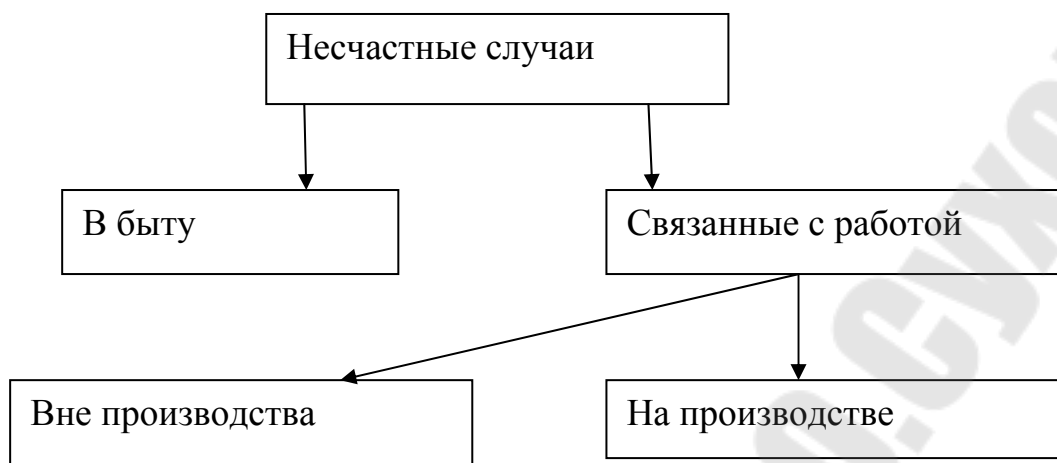 Несчастные случаи
В быту
Связанные с работой
Вне производства
На производстве